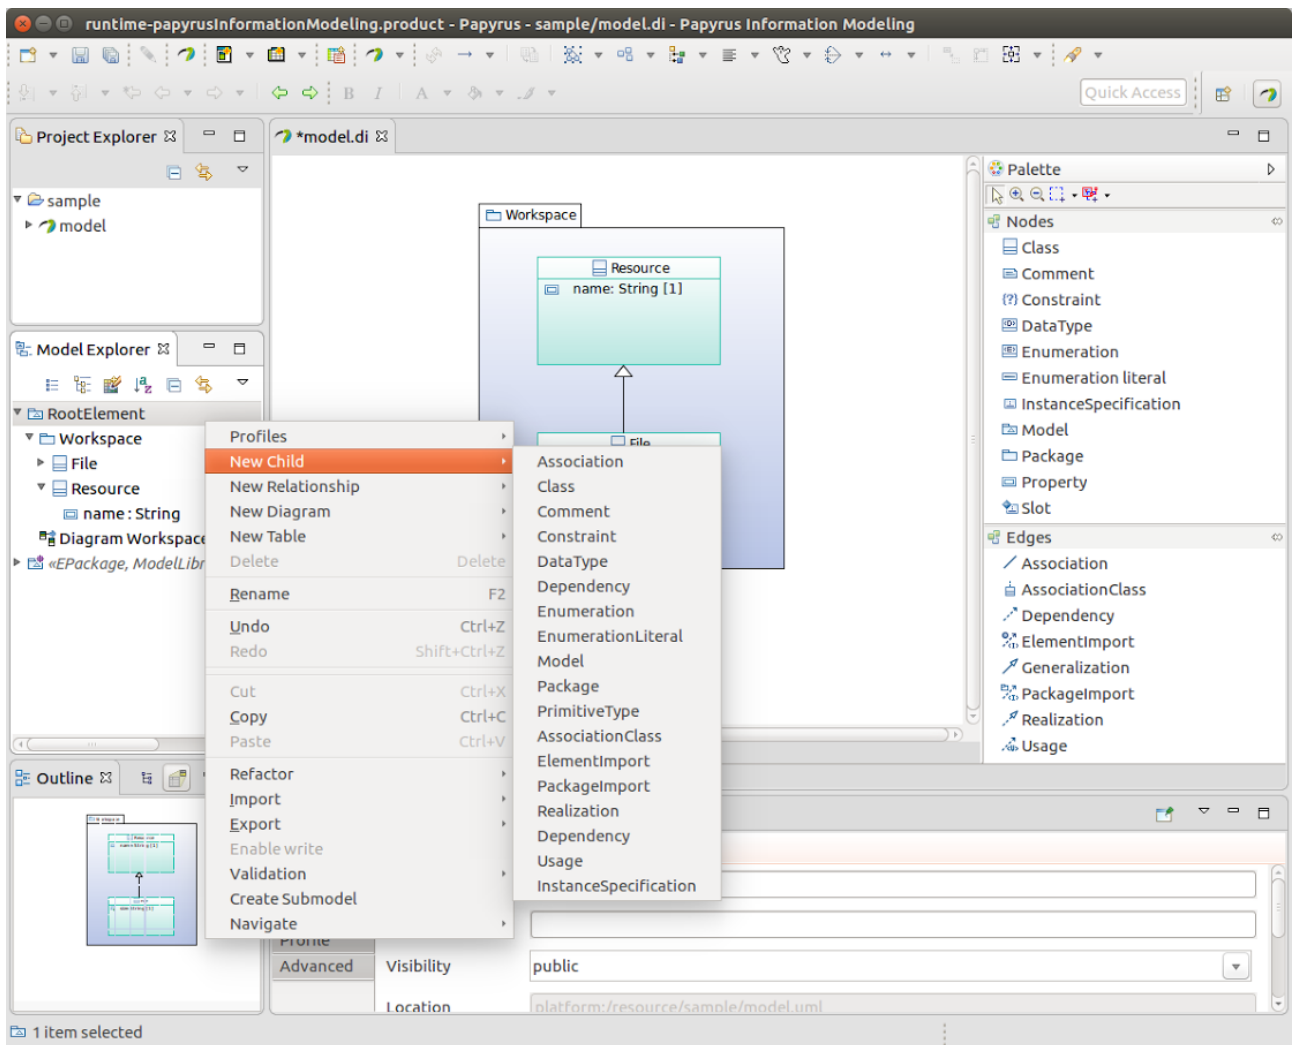 runtime-papyrusInformationModeling.product - Papyrus - sample/model.di - Papyrus Information Modeling
B I A
Quick Access
Project Explorer
sample
model
*model.di
Workspace
Resource
name: String [1]
File
Palette
Nodes
Class
Comment
Constraint
DataType
Enumeration
Enumeration literal
InstanceSpecification
Model
Package
Property
Slot
Edges
Association
AssociationClass
Dependency
ElementImport
Generalization
PackageImport
Realization
Usage
Model Explorer
RootElement
Workspace
File
Resource
name : String
Diagram Workspace
«EPackage, ModelLibr
Profiles
New Child
New Relationship
New Diagram
New Table
Delete Delete
Rename F2
Undo Ctrl+Z
Redo Shift+Ctrl+Z
Cut Ctrl+X
Copy Ctrl+C
Paste Ctrl+V
Refactor
Import
Export
Enable write
Validation
Create Submodel
Navigate
Association
Class
Comment
Constraint
DataType
Dependency
Enumeration
EnumerationLiteral
Model
Package
PrimitiveType
AssociationClass
ElementImport
PackageImport
Realization
Dependency
Usage
InstanceSpecification
Outline
Profile
Advanced
Visibility public
Location platform:/resource/sample/model.uml
1 item selected